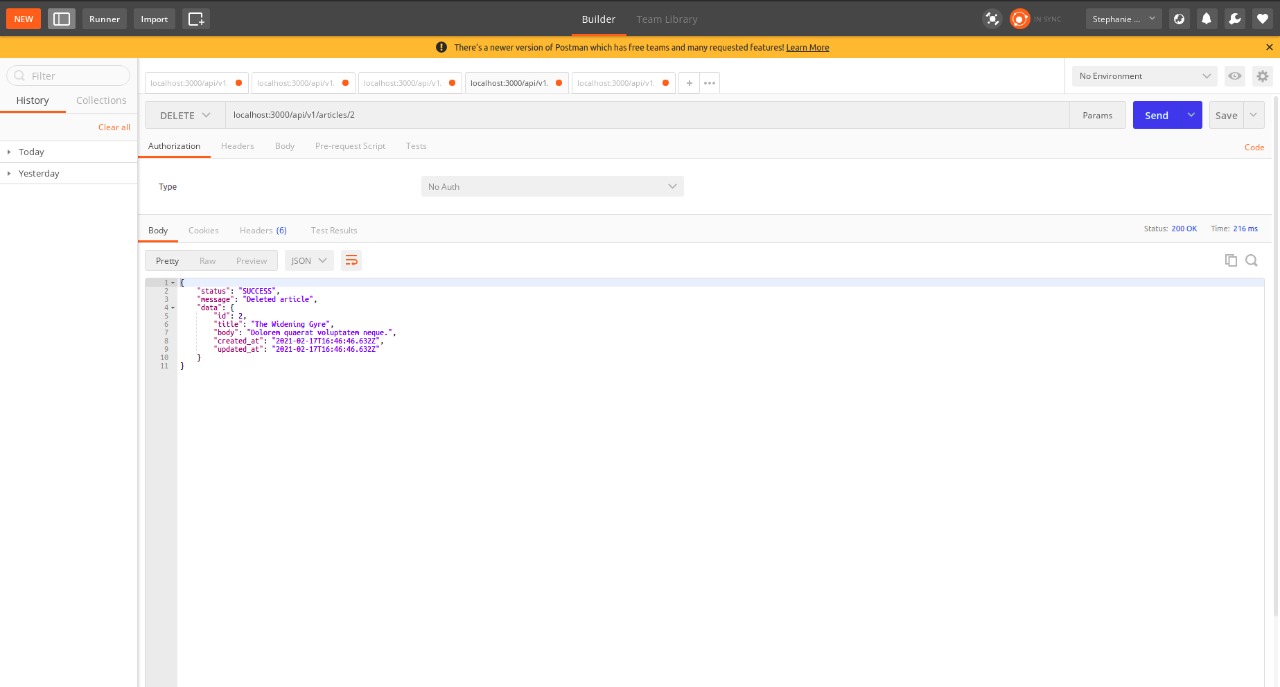 NEW Runner Import Builder Team Library IN SYNC Stephanie ...
There's a newer version of Postman which has free teams and many requested features! Learn More
Filter
localhost:3000/api/v1. localhost:3000/api/v1. localhost:3000/api/v1. localhost:3000/api/v1. localhost:3000/api/v1 + ••• No Environment
History Collections
Clear all
Today
Yesterday
DELETE localhost:3000/api/v1/articles/2 Params Send Save
Authorization Headers Body Pre-request Script Tests Code
Type No Auth
Body Cookies Headers (6) Test Results Status: 200 OK Time: 216 ms
Pretty Raw Preview JSON
1 {
2 "status": "SUCCESS",
3 "message": "Deleted article",
4 "data": {
5 "id": 2,
6 "title": "The Widening Gyre",
7 "body": "Dolorem quaerat voluptatem neque.",
8 "created_at": "2021-02-17T16:46:46.632Z",
9 "updated_at": "2021-02-17T16:46:46.632Z"
10 }
11 }